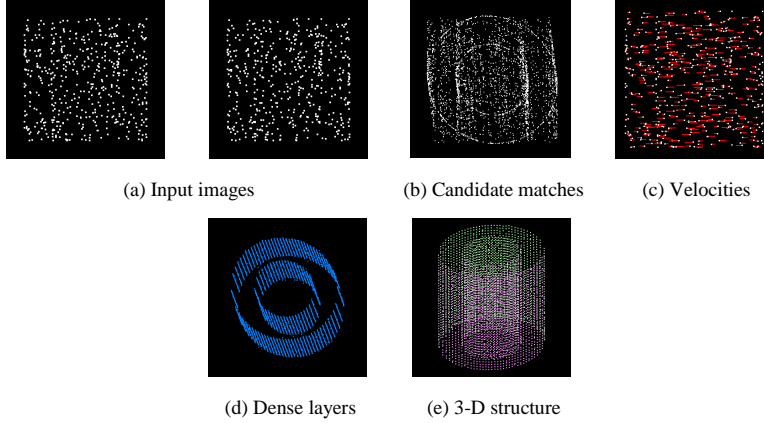 (a) Input images
(b) Candidate matches
(c) Velocities
(d) Dense layers
(e) 3-D structure